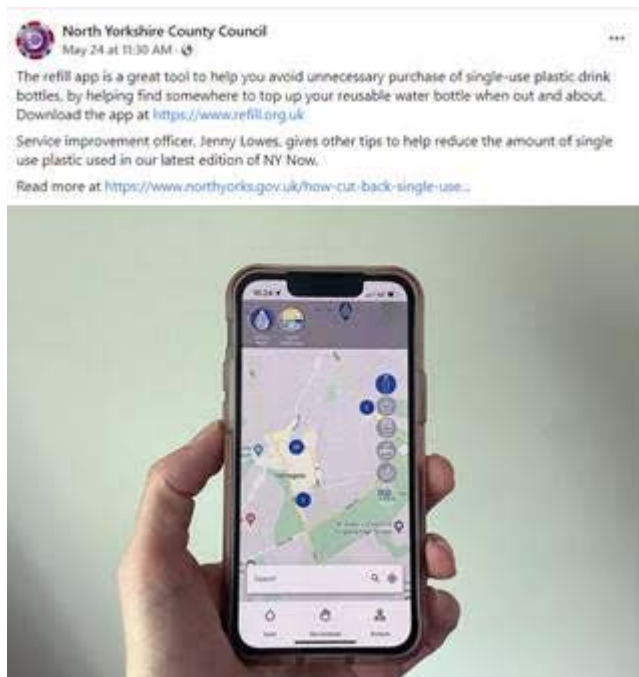 North Yorkshire County Council
May 24 at 11:30 AM ·
The refill app is a great tool to help you avoid unnecessary purchase of single-use plastic drink
bottles, by helping find somewhere to top up your reusable water bottle when out and about.
Download the app at https://www.refill.org.uk
Service improvement officer, Jenny Lowes, gives other tips to help reduce the amount of single
use plastic used in our latest edition of NY Now.
Read more at https://www.northyorks.gov.uk/how-cut-back-single-use...
Search